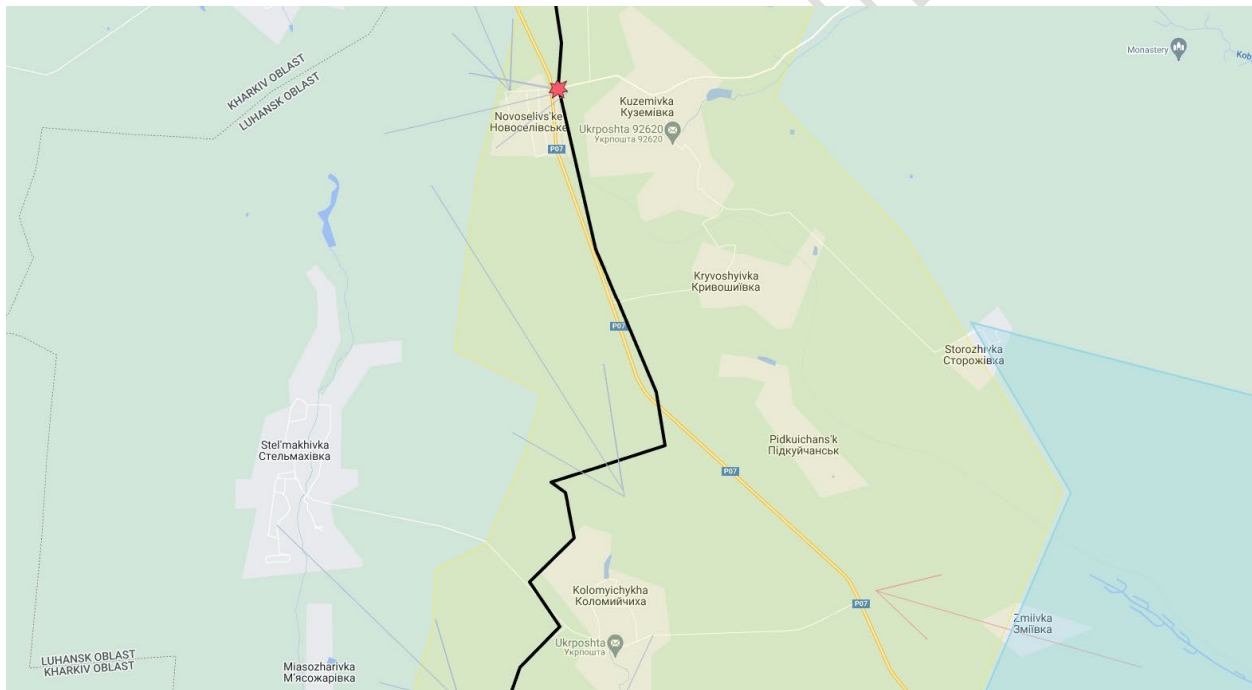 Monastery
KHARKIV OBLAST
LUHANSK OBLAST
Kuzemivka
Куземівка
Novoselivs'ke
Новоселівське
Ukrposhta 92620
Укрпошта 92620
P07
Kryvoshyivka
Кривошиївка
P07
Storozhivka
Сторожівка
Stel'makhivka
Стельмахівка
Pidkuichans'k
Підкуйчанськ
P07
Kolomyichykha
Коломийчиха
P07
Zmiivka
Зміївка
Ukrposhta
Укрпошта
LUHANSK OBLAST
KHARKIV OBLAST
Miasozharivka
М'ясожарівка